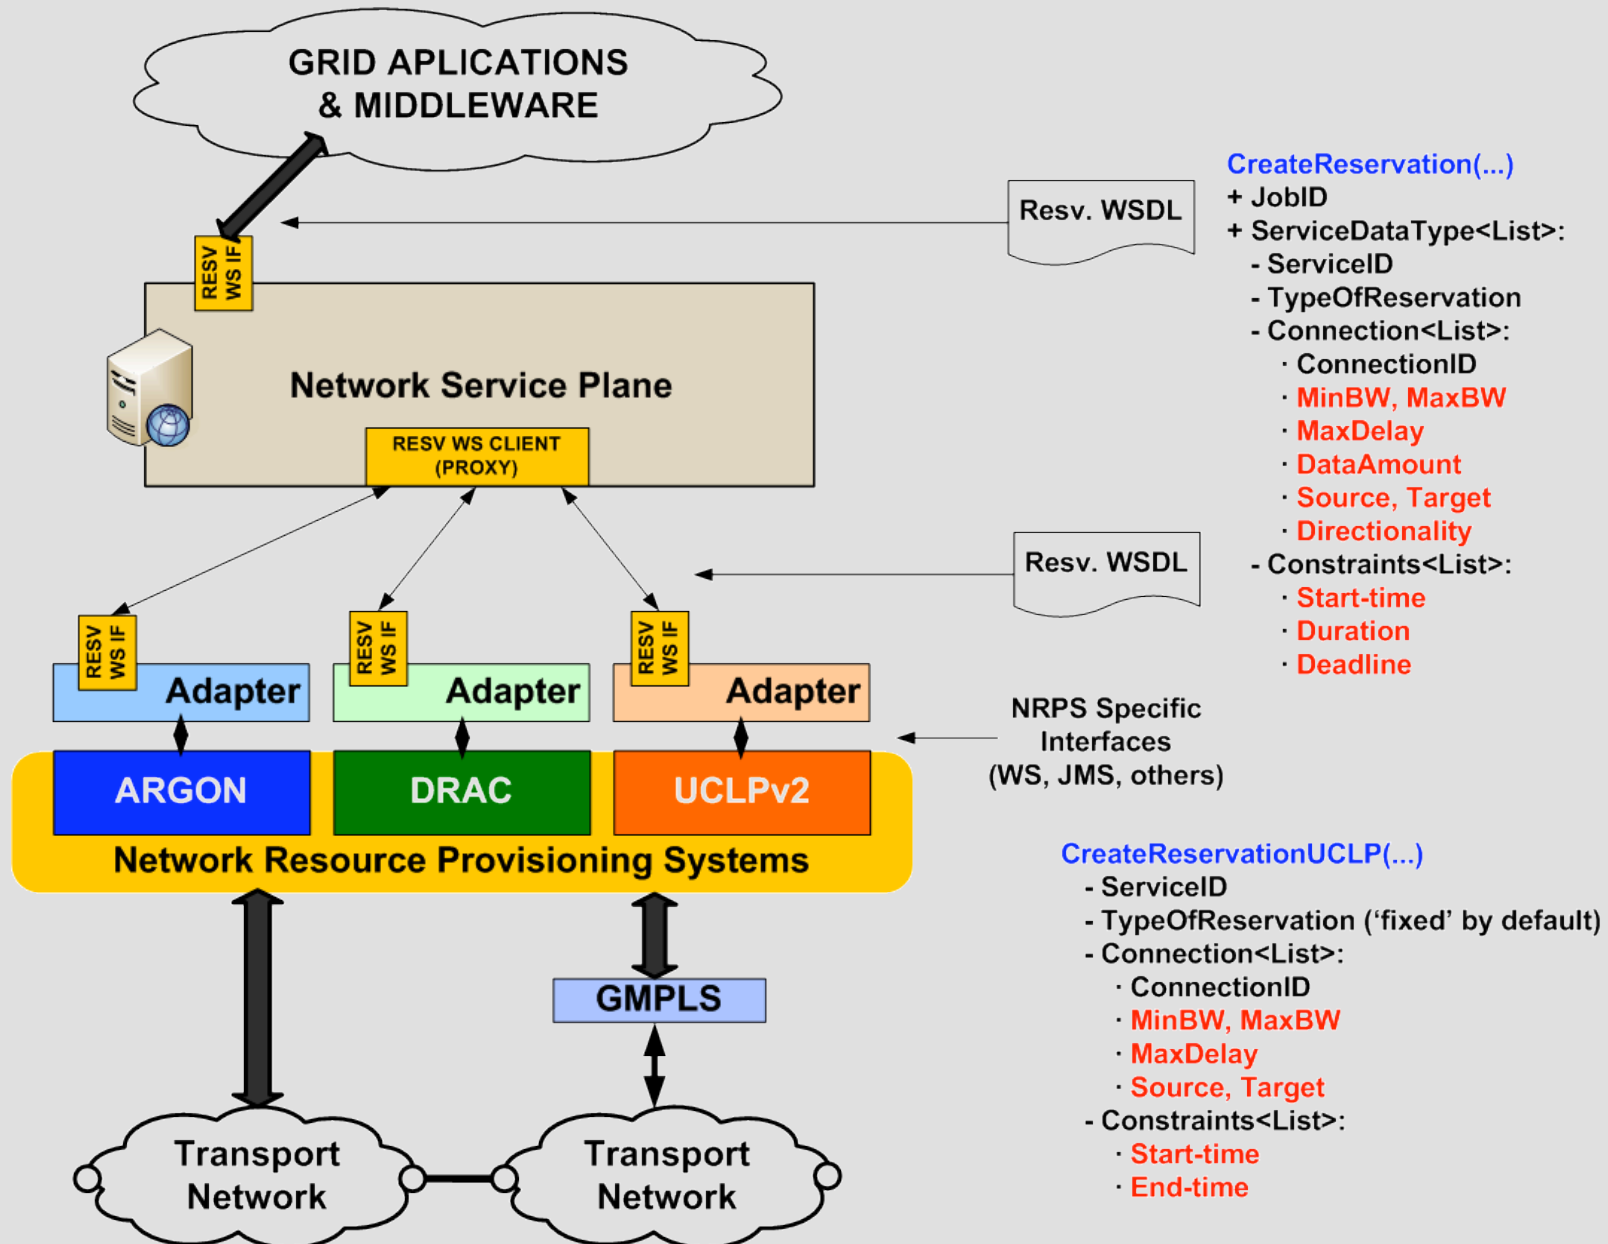 GRID APLICATIONS
& MIDDLEWARE
RESV
WS IF
Resv. WSDL
Network Service Plane
RESV WS CLIENT
(PROXY)
Resv. WSDL
RESV
WS IF
RESV
WS IF
RESV
WS IF
Adapter
Adapter
Adapter
NRPS Specific
Interfaces
(WS, JMS, others)
ARGON
DRAC
UCLPv2
Network Resource Provisioning Systems
GMPLS
Transport
Network
Transport
Network
CreateReservation(...)
+ JobID
+ ServiceDataType<List>:
- ServiceID
- TypeOfReservation
- Connection<List>:
· ConnectionID
· MinBW, MaxBW
· MaxDelay
· DataAmount
· Source, Target
· Directionality
- Constraints<List>:
· Start-time
· Duration
· Deadline
CreateReservationUCLP(...)
- ServiceID
- TypeOfReservation (‘fixed’ by default)
- Connection<List>:
· ConnectionID
· MinBW, MaxBW
· MaxDelay
· Source, Target
- Constraints<List>:
· Start-time
· End-time